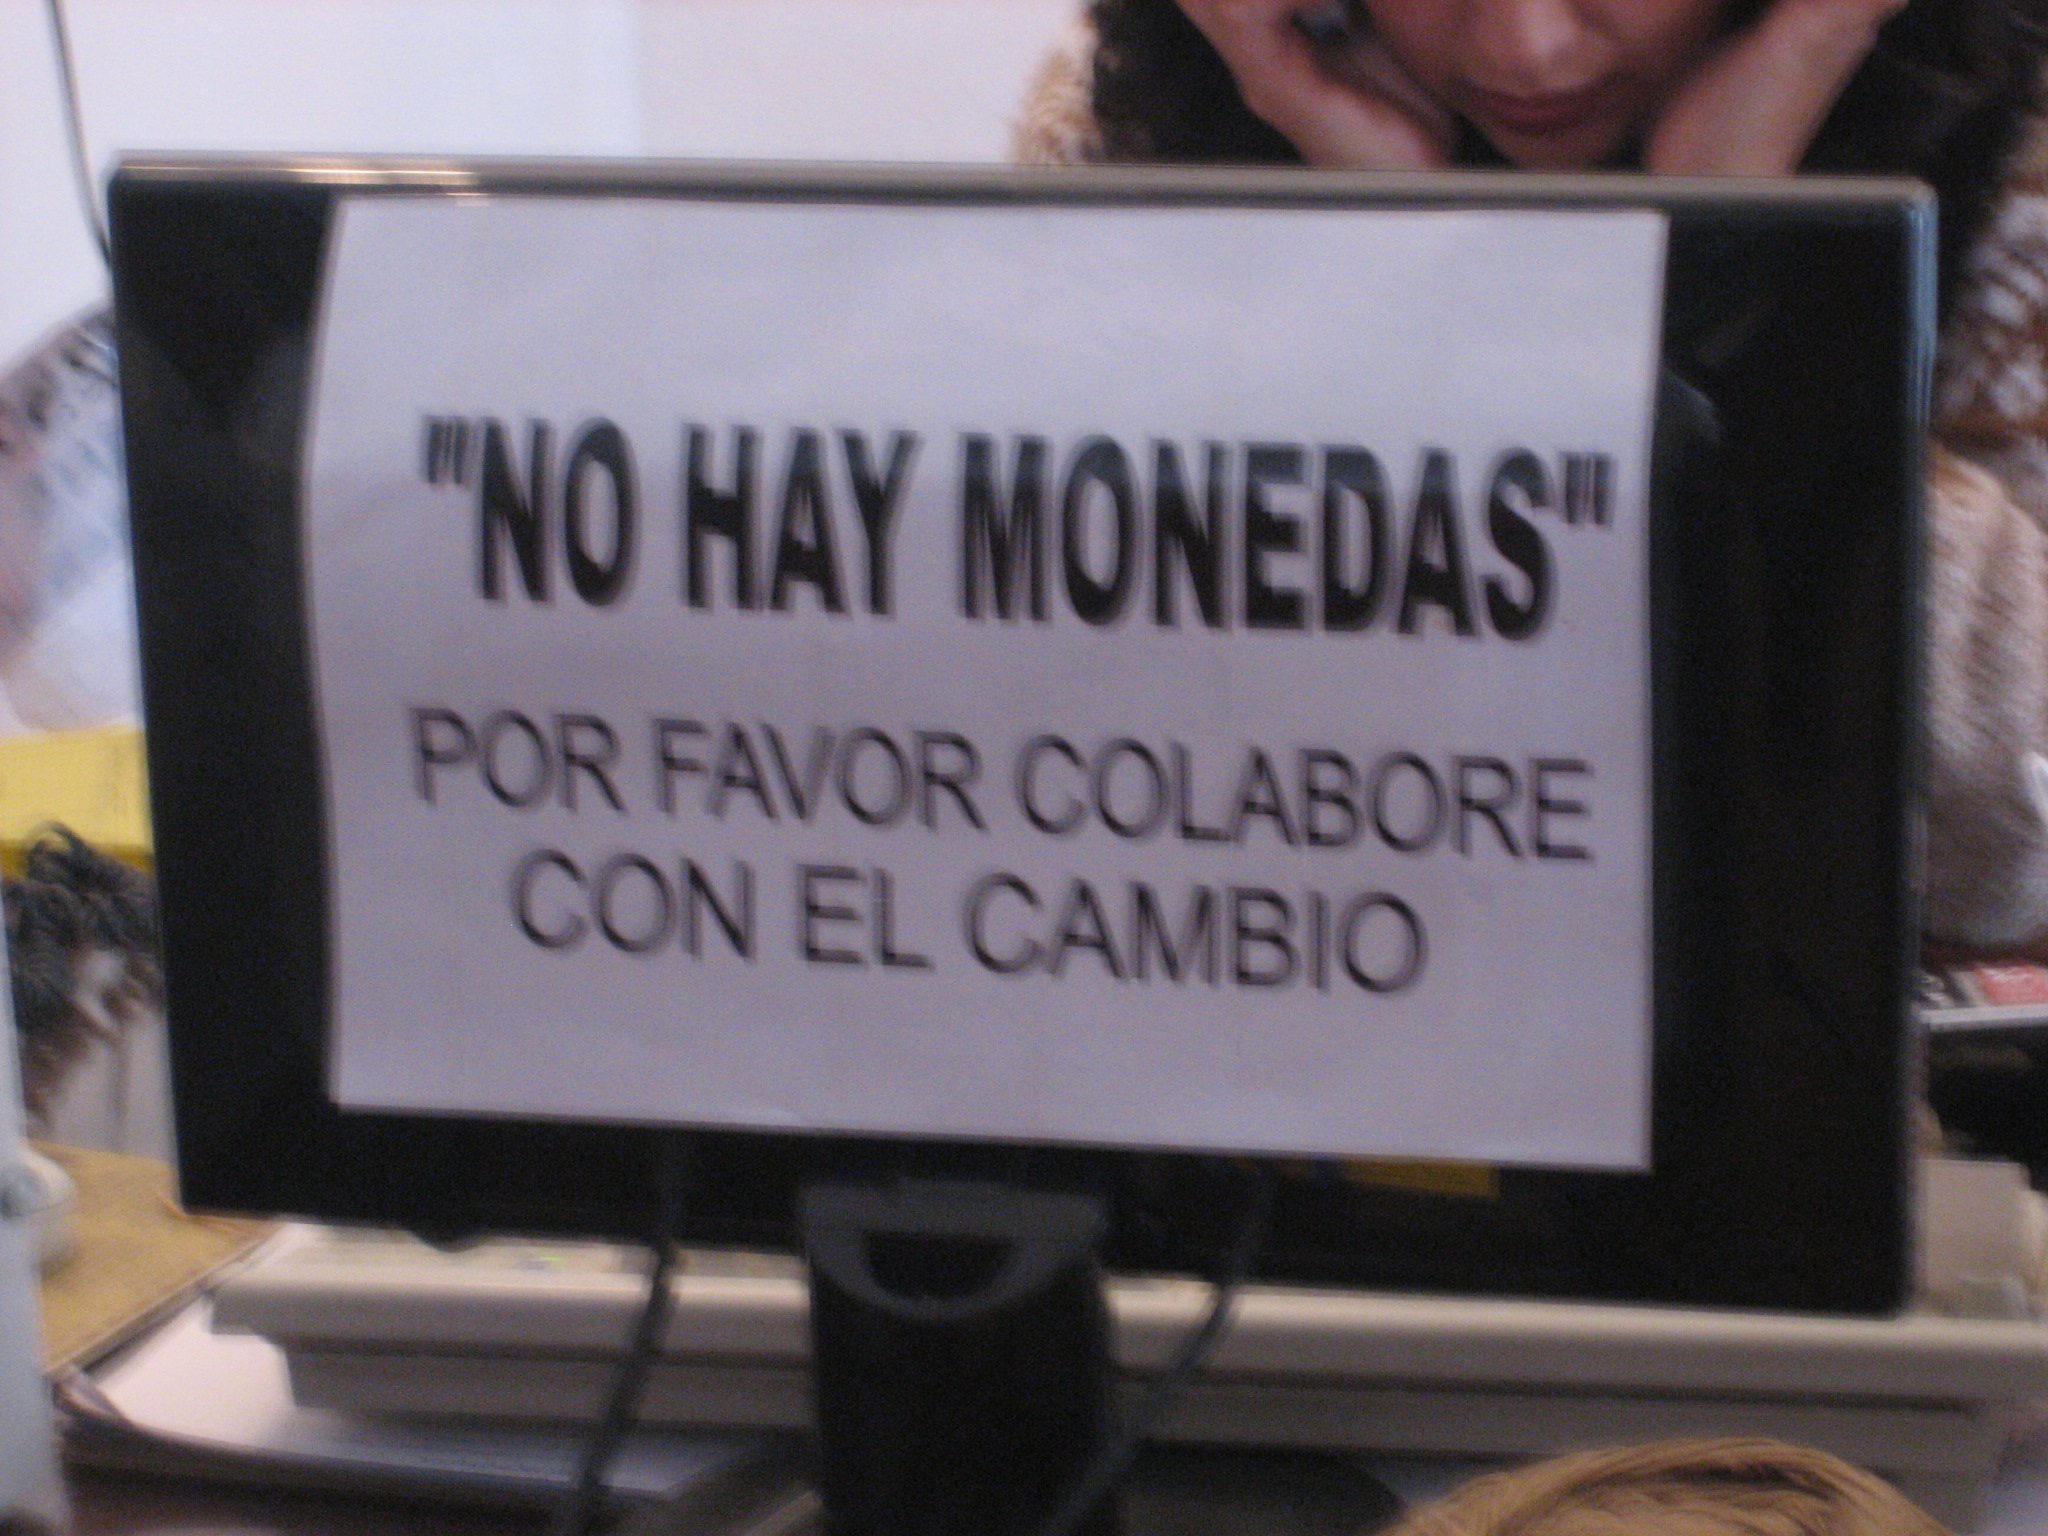 "NO HAY MONEDAS"
POR FAVOR COLABORE
CON EL CAMBIO